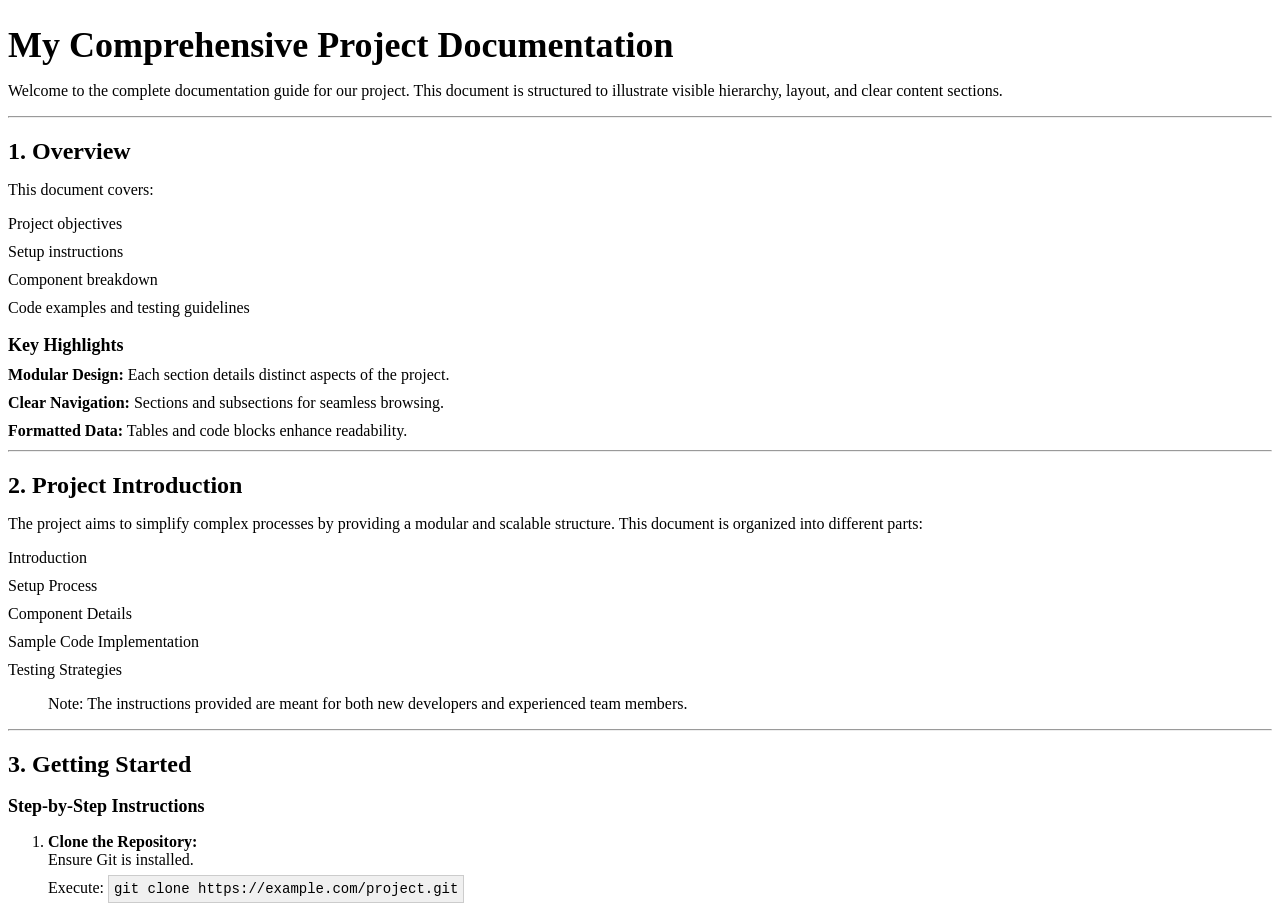 My Comprehensive Project Documentation
Welcome to the complete documentation guide for our project. This document is structured to illustrate visible hierarchy, layout, and clear content sections.
1. Overview
This document covers:
Project objectives
Setup instructions
Component breakdown
Code examples and testing guidelines
Key Highlights
Modular Design: Each section details distinct aspects of the project.
Clear Navigation: Sections and subsections for seamless browsing.
Formatted Data: Tables and code blocks enhance readability.
2. Project Introduction
The project aims to simplify complex processes by providing a modular and scalable structure. This document is organized into different parts:
Introduction
Setup Process
Component Details
Sample Code Implementation
Testing Strategies
Note: The instructions provided are meant for both new developers and experienced team members.
3. Getting Started
Step-by-Step Instructions
1. Clone the Repository:
Ensure Git is installed.
Execute: git clone https://example.com/project.git